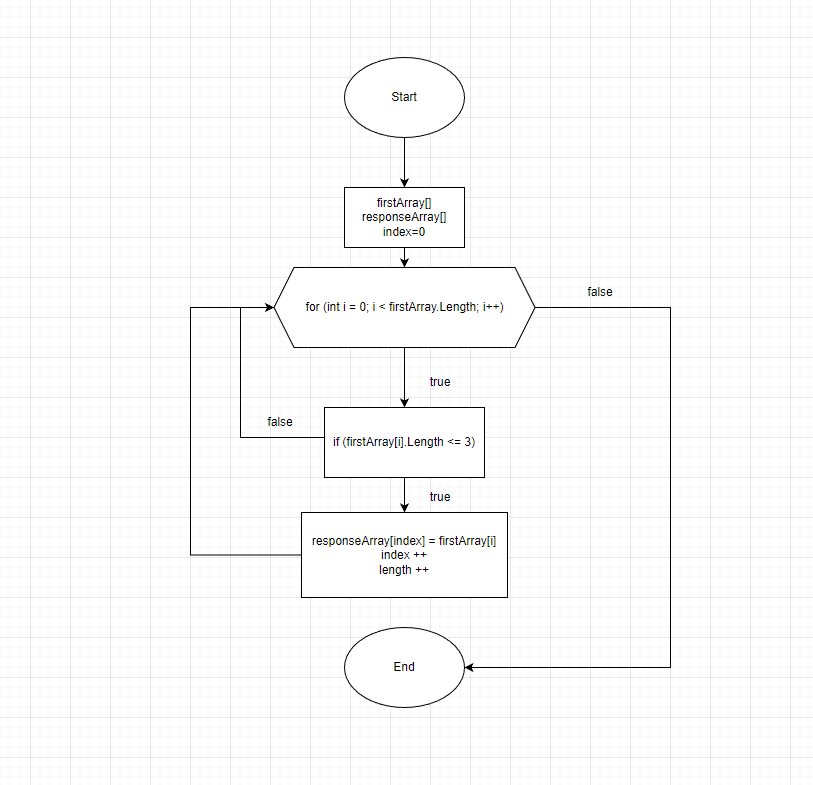 Start
firstArray[]
responseArray[]
index=0
for (int i = 0; i < firstArray.Length; i++)
false
true
false
if (firstArray[i].Length <= 3)
true
responseArray[index] = firstArray[i]
index ++
length ++
End